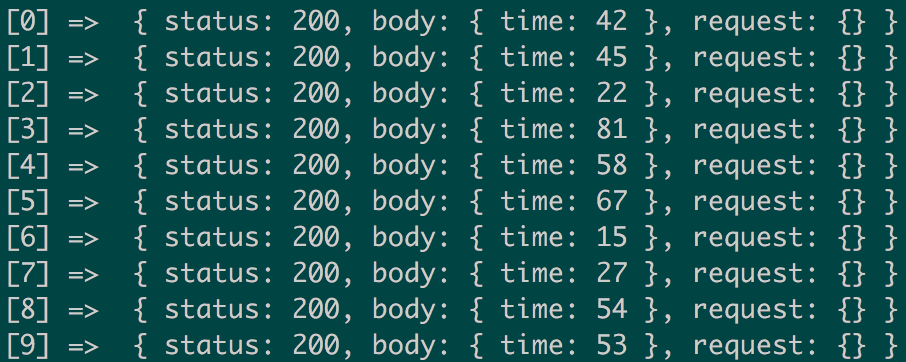 [0] =>  { status: 200, body: { time: 42 }, request: {} }
[1] =>  { status: 200, body: { time: 45 }, request: {} }
[2] =>  { status: 200, body: { time: 22 }, request: {} }
[3] =>  { status: 200, body: { time: 81 }, request: {} }
[4] =>  { status: 200, body: { time: 58 }, request: {} }
[5] =>  { status: 200, body: { time: 67 }, request: {} }
[6] =>  { status: 200, body: { time: 15 }, request: {} }
[7] =>  { status: 200, body: { time: 27 }, request: {} }
[8] =>  { status: 200, body: { time: 54 }, request: {} }
[9] =>  { status: 200, body: { time: 53 }, request: {} }